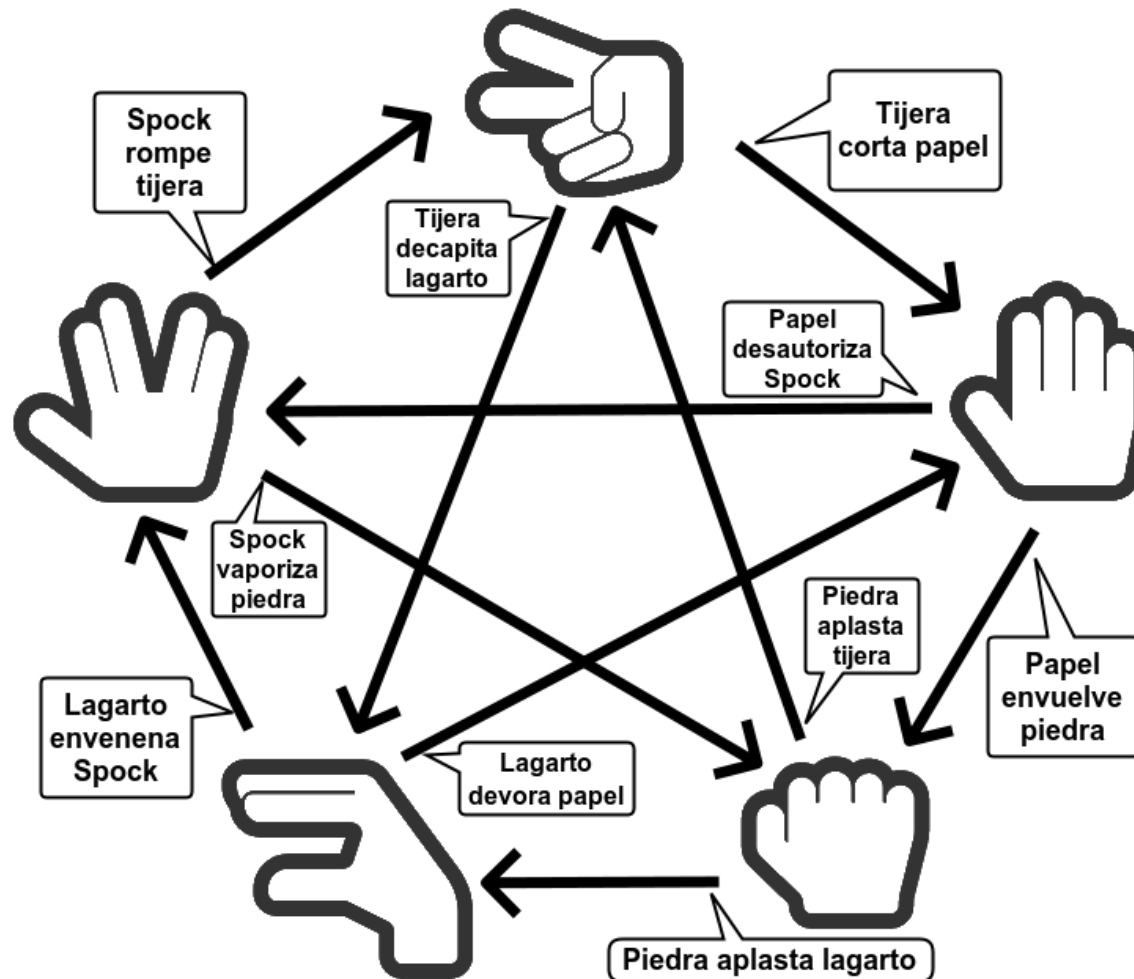 Spock
rompe
tijera
Tijera
corta papel
Tijera
decapita
lagarto
Papel
desautoriza
Spock
Spock
vaporiza
piedra
Piedra
aplasta
tijera
Papel
envuelve
piedra
Lagarto
envenena
Spock
Lagarto
devora papel
Piedra aplasta lagarto